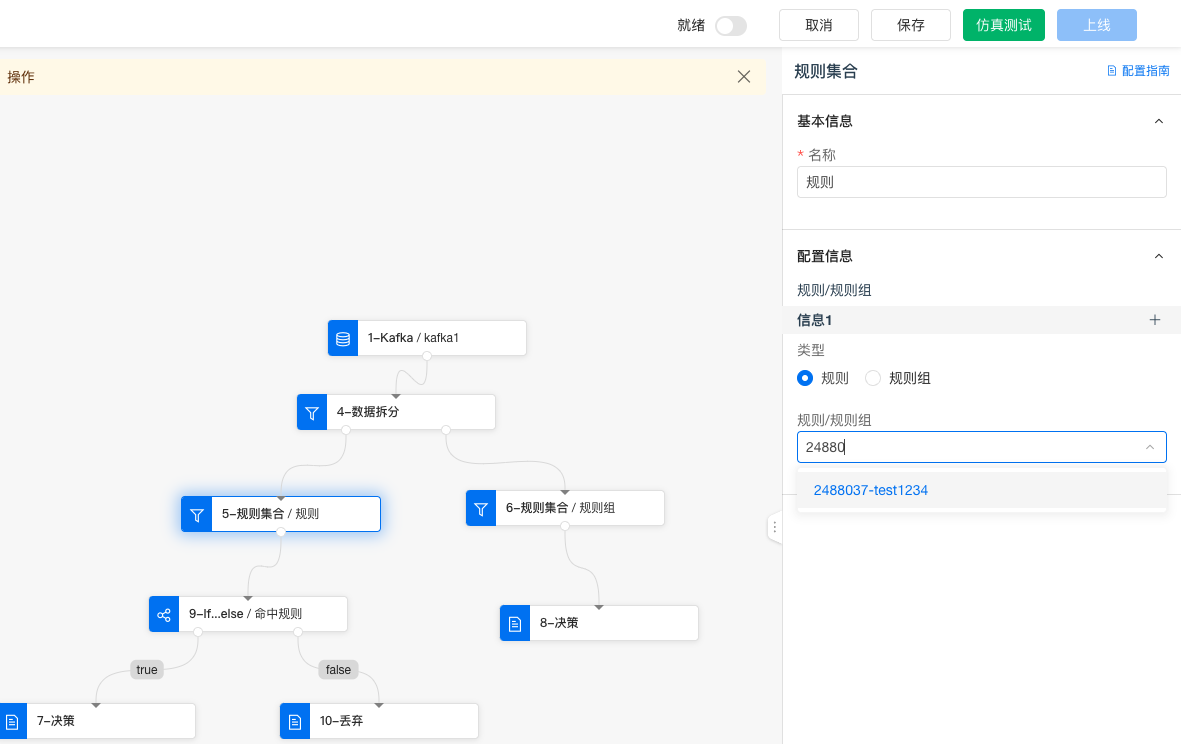 就绪
取消
保存
仿真测试
上线
操作
规则集合
配置指南
基本信息
* 名称
规则
配置信息
规则/规则组
信息1
类型
规则
规则组
规则/规则组
24880
2488037-test1234
1-Kafka / kafka1
4-数据拆分
5-规则集合 / 规则
6-规则集合 / 规则组
9-If...else / 命中规则
8-决策
true
false
7-决策
10-丢弃